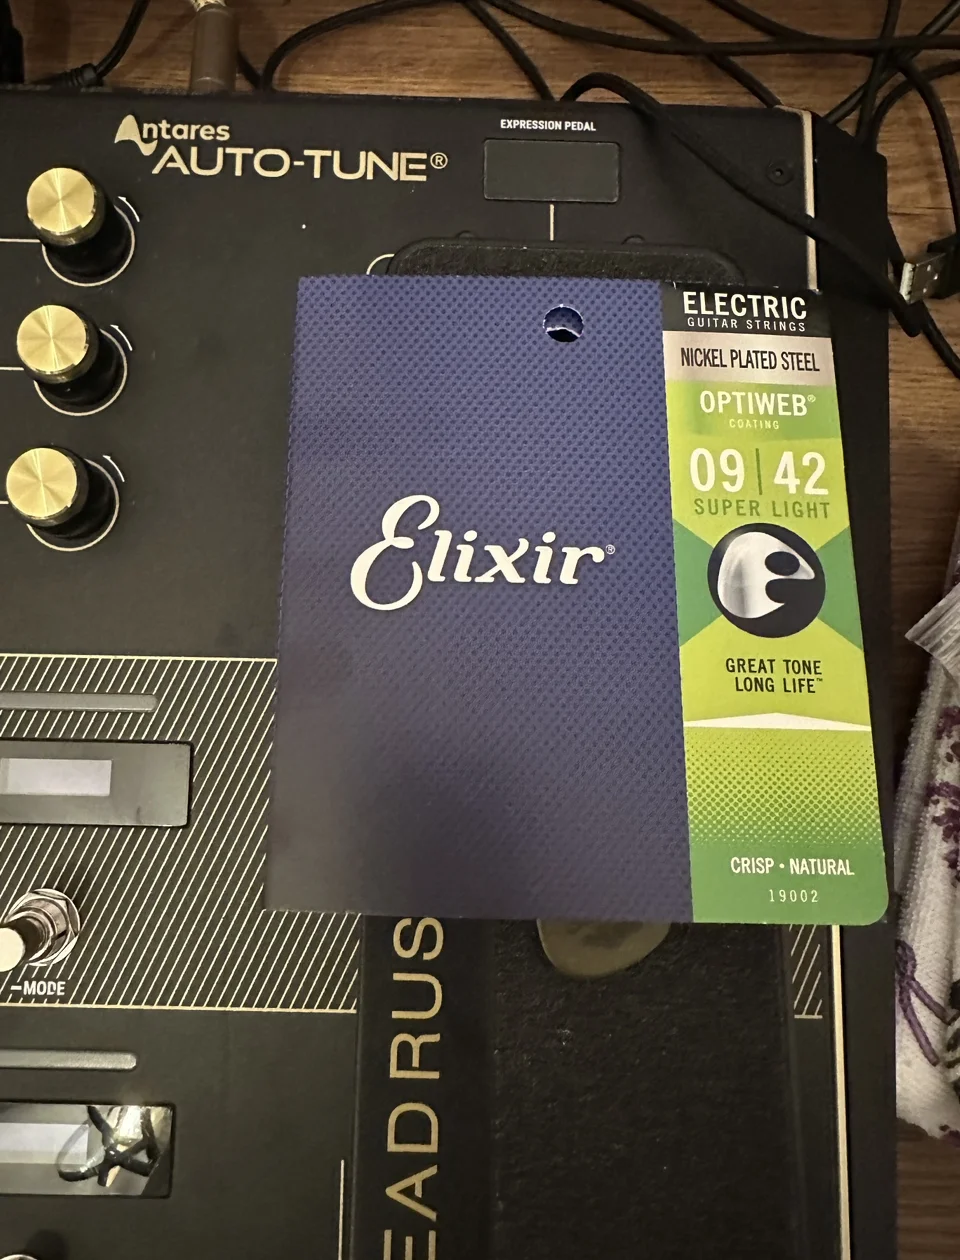 Antares
AUTO-TUNE®
EXPRESSION PEDAL
ELECTRIC
GUITAR STRINGS
NICKEL PLATED STEEL
OPTIWEB®
COATING
09 | 42
SUPER LIGHT
Elixir®
GREAT TONE
LONG LIFE™
CRISP • NATURAL
19002
–MODE
EADRUS